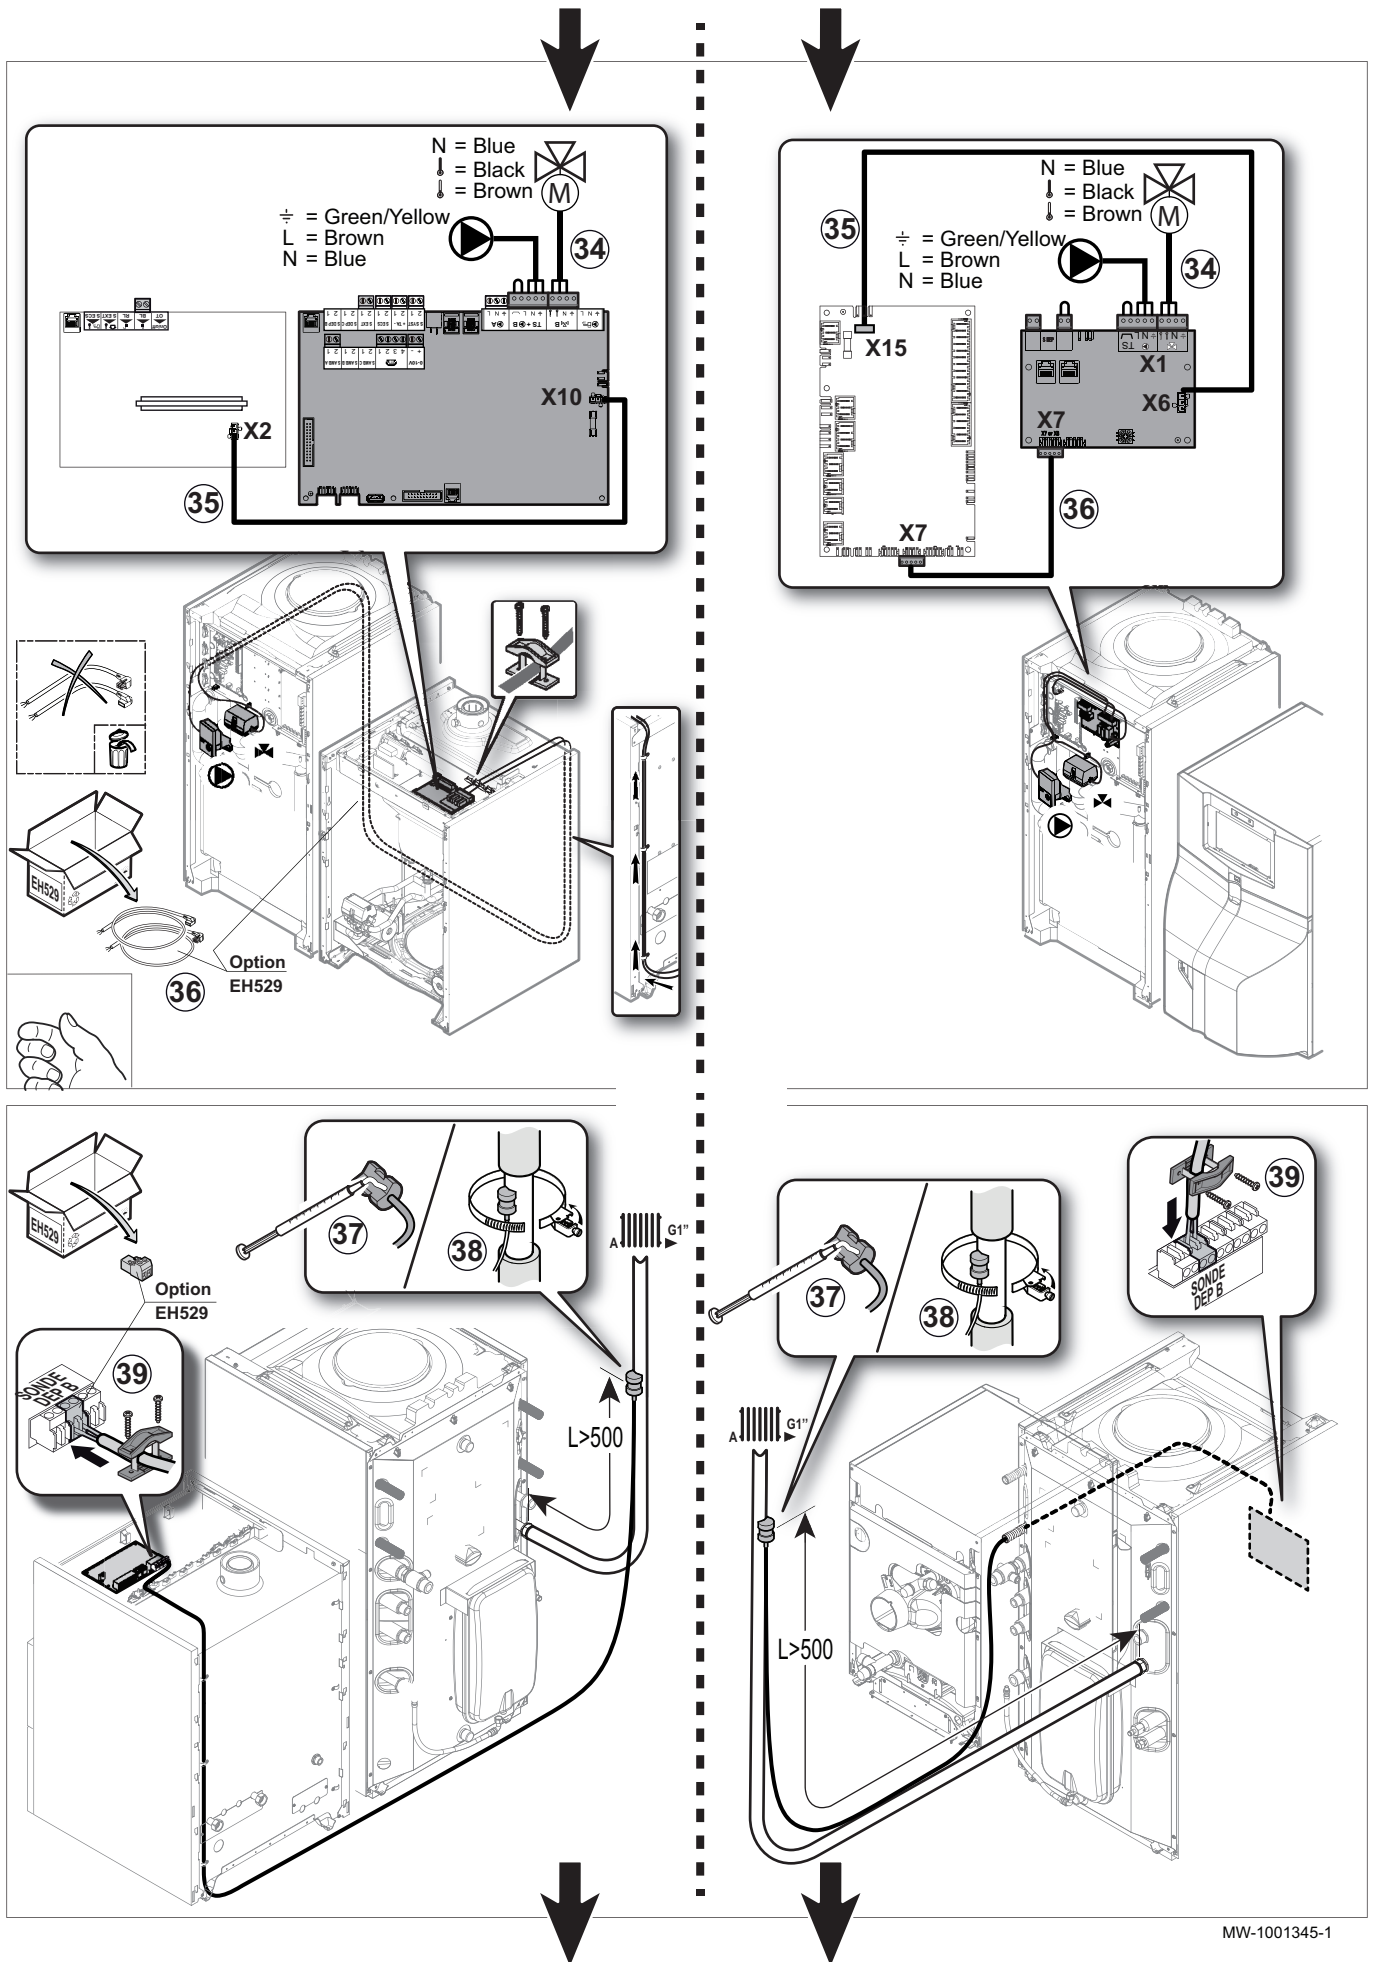 N = Blue
= Black
= Brown
M
⏚ = Green/Yellow
L = Brown
N = Blue
34
X10
X2
35
EH529
Option
EH529
36
N = Blue
= Black
= Brown
M
35
⏚ = Green/Yellow
L = Brown
N = Blue
34
X15
X1
X6
X7
X7
36
EH529
Option
EH529
37
38
A
G1"
39
SONDE
DEP B
L>500
37
38
39
SONDE
DEP B
A
G1"
L>500
MW-1001345-1